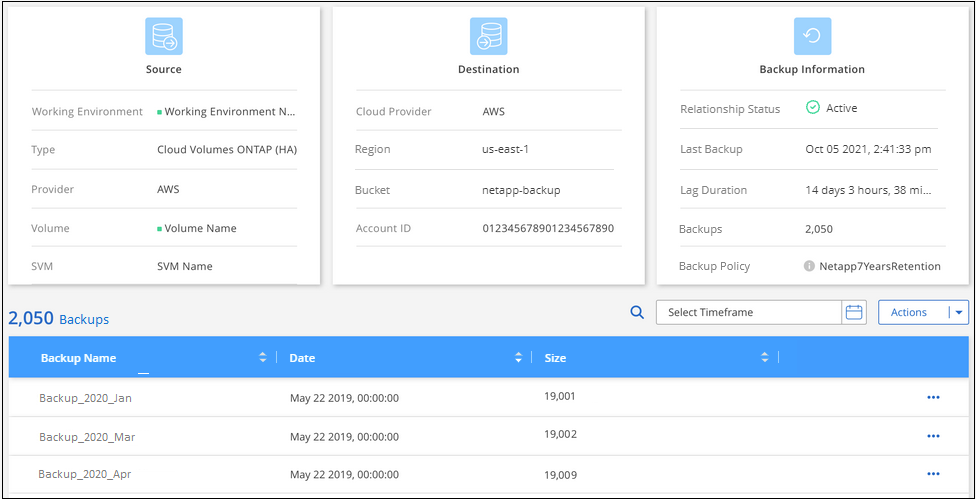 Source
Working Environment Working Environment N...
Type Cloud Volumes ONTAP (HA)
Provider AWS
Volume Volume Name
SVM SVM Name
Destination
Cloud Provider AWS
Region us-east-1
Bucket netapp-backup
Account ID 012345678901234567890
Backup Information
Relationship Status Active
Last Backup Oct 05 2021, 2:41:33 pm
Lag Duration 14 days 3 hours, 38 mi...
Backups 2,050
Backup Policy Netapp7YearsRetention
2,050 Backups Select Timeframe Actions
Backup Name Date Size
Backup_2020_Jan May 22 2019, 00:00:00 19,001
Backup_2020_Mar May 22 2019, 00:00:00 19,002
Backup_2020_Apr May 22 2019, 00:00:00 19,009